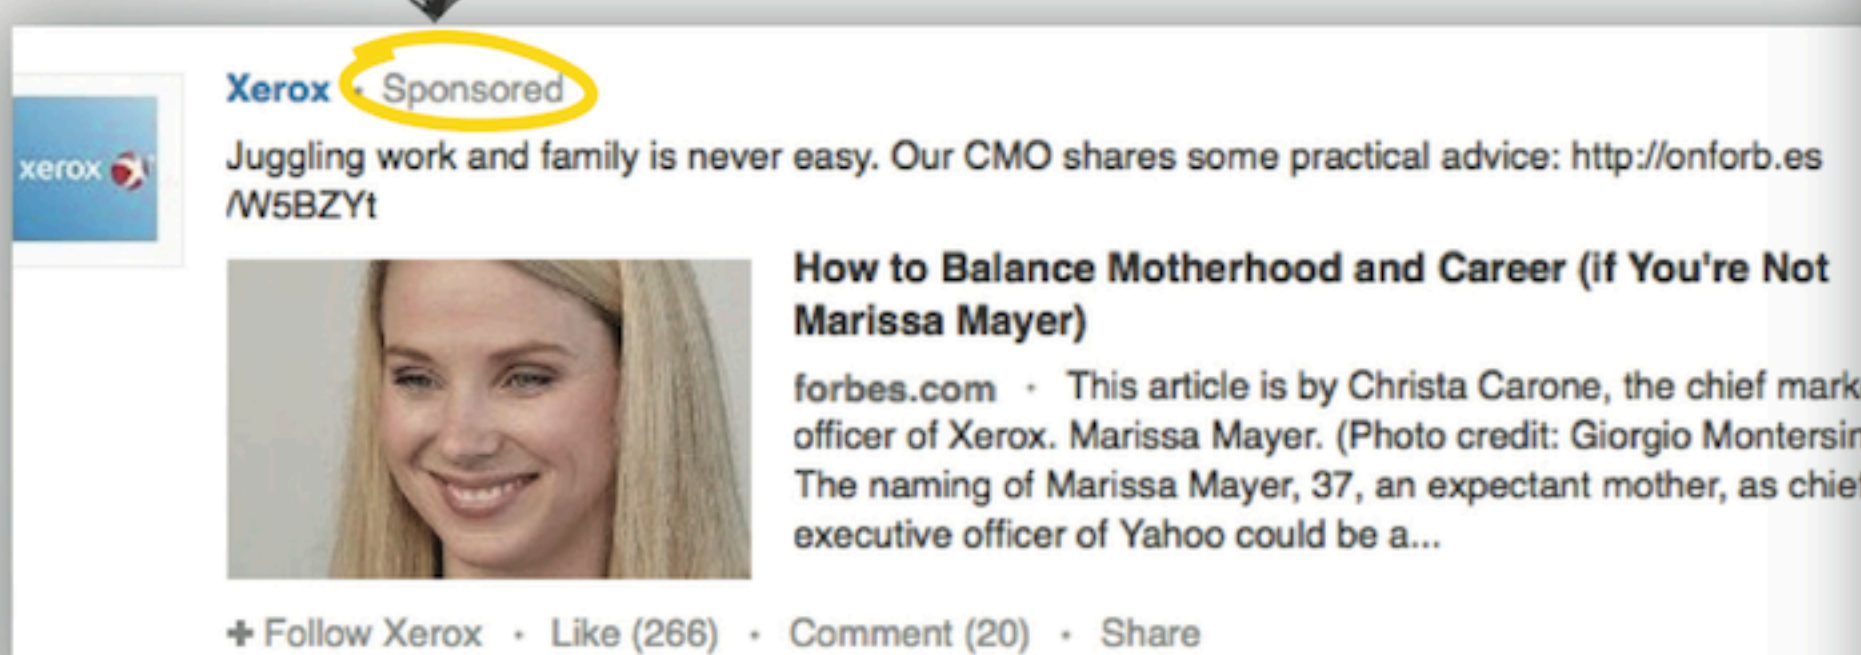 Xerox · Sponsored
xerox
Juggling work and family is never easy. Our CMO shares some practical advice: http://onforb.es
/W5BZYt
How to Balance Motherhood and Career (if You're Not
Marissa Mayer)
forbes.com · This article is by Christa Carone, the chief mark
officer of Xerox. Marissa Mayer. (Photo credit: Giorgio Montersin
The naming of Marissa Mayer, 37, an expectant mother, as chief
executive officer of Yahoo could be a...
+ Follow Xerox · Like (266) · Comment (20) · Share